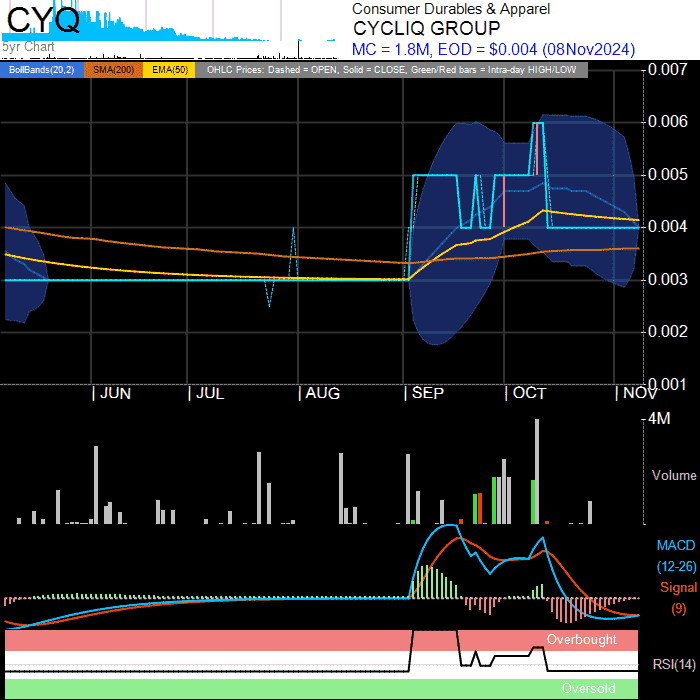 CYQ
5yr Chart
Consumer Durables & Apparel
CYCLIQ GROUP
MC = 1.8M, EOD = $0.004 (08Nov2024)
BollBands(20,2) SMA(200) EMA(50) OHLC Prices: Dashed = OPEN, Solid = CLOSE, Green/Red bars = Intra-day HIGH/LOW
0.007
0.006
0.005
0.004
0.003
0.002
0.001
| JUN | JUL | AUG | SEP | OCT | NOV
4M
Volume
MACD
(12-26)
Signal
(9)
Overbought
RSI(14)
Oversold